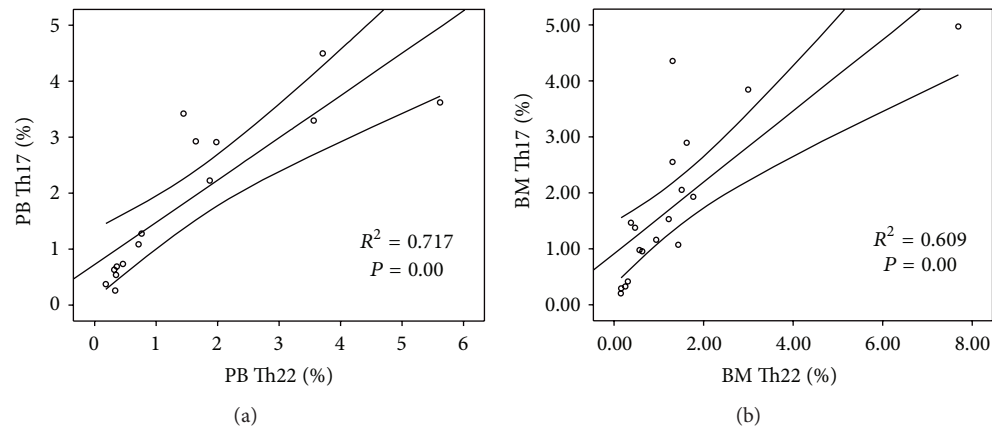 5
4
3
2
1
0
PB Th17 (%)
R² = 0.717
P = 0.00
0 1 2 3 4 5 6
PB Th22 (%)
(a)
5.00
4.00
3.00
2.00
1.00
0.00
BM Th17 (%)
R² = 0.609
P = 0.00
0.00 2.00 4.00 6.00 8.00
BM Th22 (%)
(b)